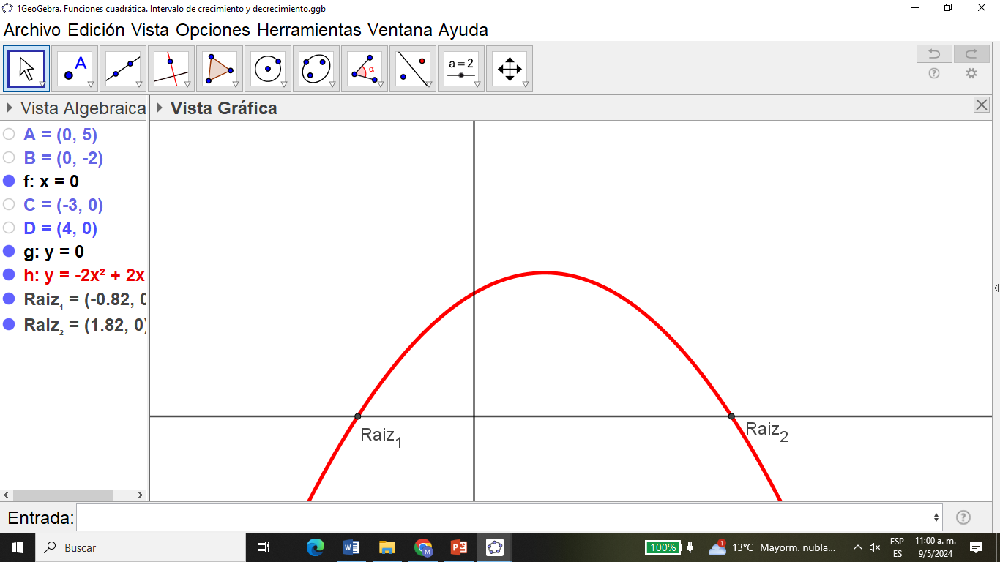 1GeoGebra. Funciones cuadrática. Intervalo de crecimiento y decrecimiento.ggb
Archivo Edición Vista Opciones Herramientas Ventana Ayuda
A
α
a = 2
Vista Algebraica
Vista Gráfica
A = (0, 5)
B = (0, -2)
f: x = 0
C = (-3, 0)
D = (4, 0)
g: y = 0
h: y = -2x² + 2x
Raiz₁ = (-0.82, 0
Raiz₂ = (1.82, 0)
Raiz₁
Raiz₂
Entrada:
Buscar
100%
1
13°C Mayorm. nubla...
ESP
ES
11:00 a. m.
9/5/2024